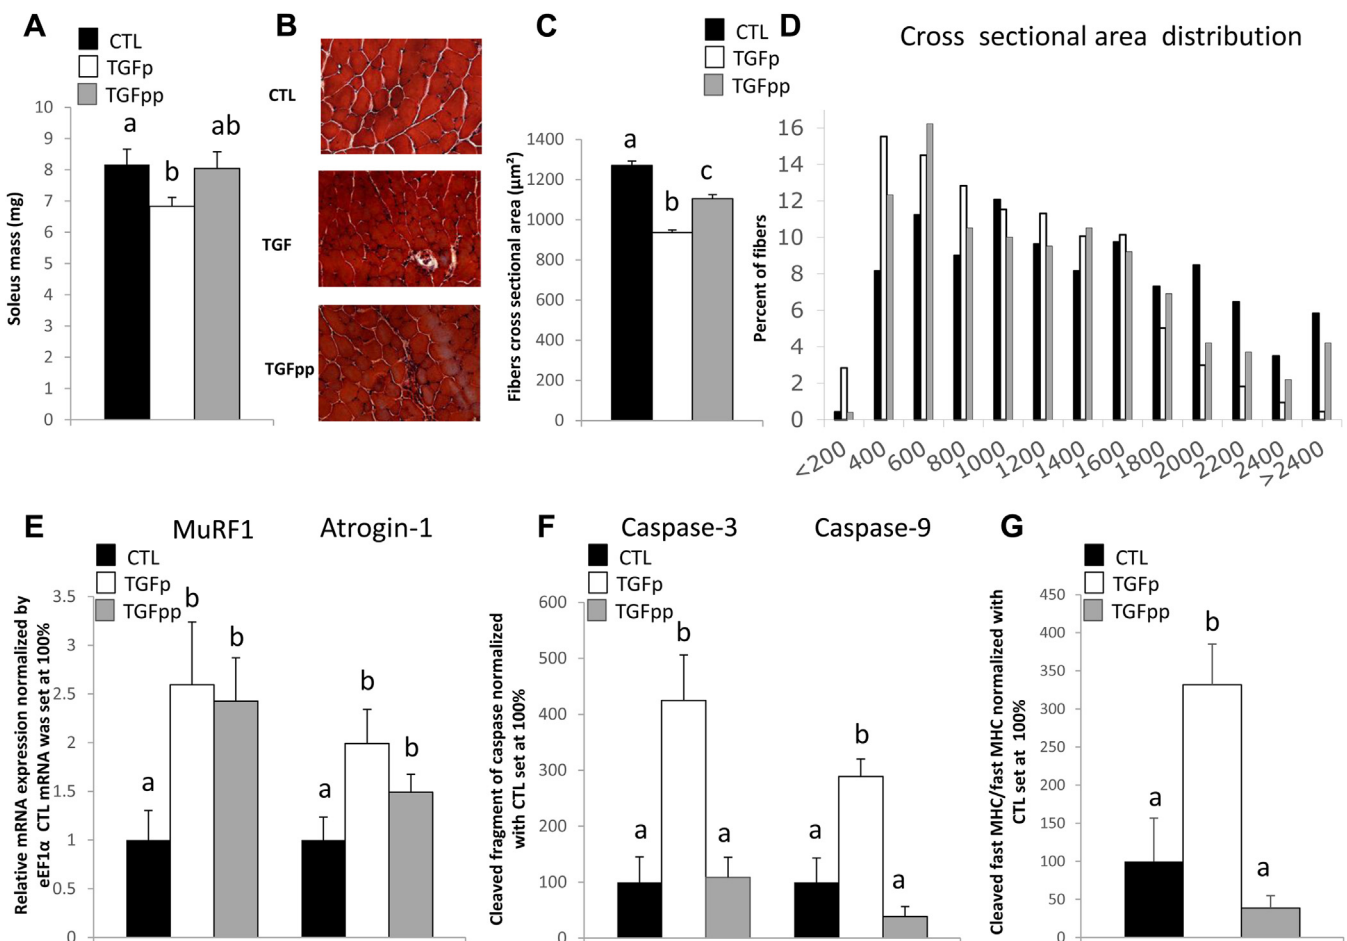 A
CTL
TGFp
TGFpp
Soleus mass (mg)
10
9
8
7
6
5
4
3
2
1
0
a
b
ab
B
CTL
TGF
TGFpp
C
CTL
TGFp
TGFpp
Fibers cross sectional area (µm²)
1400
1200
1000
800
600
400
200
0
a
b
c
D
Cross sectional area distribution
Percent of fibers
16
14
12
10
8
6
4
2
0
<200
400
600
800
1000
1200
1400
1600
1800
2000
2200
2400
>2400
E
MuRF1
Atrogin-1
CTL
TGFp
TGFpp
Relative mRNA expression normalized by
eEF1α CTL mRNA was set at 100%
3.5
3
2.5
2
1.5
1
0.5
0
a
b
b
a
b
b
F
Caspase-3
Caspase-9
CTL
TGFp
TGFpp
Cleaved fragment of caspase normalized
with CTL set at 100%
600
500
400
300
200
100
0
a
b
a
a
b
a
G
CTL
TGFp
TGFpp
Cleaved fast MHC/fast MHC normalized with
CTL set at 100%
450
400
350
300
250
200
150
100
50
0
a
b
a